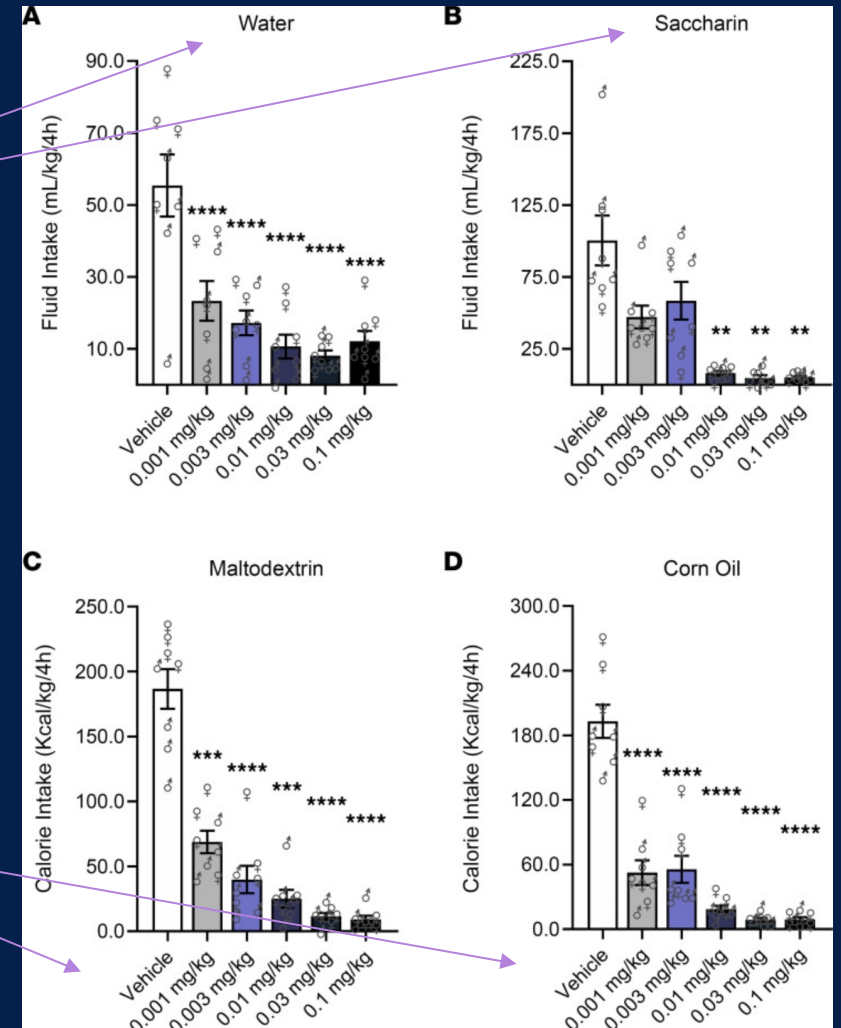 A
Water
90.0
70.0
50.0
30.0
10.0
Fluid Intake (mL/kg/4h)
****
****
****
****
****
Vehicle
0.001 mg/kg
0.003 mg/kg
0.01 mg/kg
0.03 mg/kg
0.1 mg/kg
B
Saccharin
225.0
175.0
125.0
75.0
25.0
Fluid Intake (mL/kg/4h)
**
**
**
Vehicle
0.001 mg/kg
0.003 mg/kg
0.01 mg/kg
0.03 mg/kg
0.1 mg/kg
C
Maltodextrin
250.0
200.0
150.0
100.0
50.0
0.0
Calorie Intake (Kcal/kg/4h)
***
****
***
****
****
Vehicle
0.001 mg/kg
0.003 mg/kg
0.01 mg/kg
0.03 mg/kg
0.1 mg/kg
D
Corn Oil
300.0
240.0
180.0
120.0
60.0
0.0
Calorie Intake (Kcal/kg/4h)
****
****
****
****
****
Vehicle
0.001 mg/kg
0.003 mg/kg
0.01 mg/kg
0.03 mg/kg
0.1 mg/kg